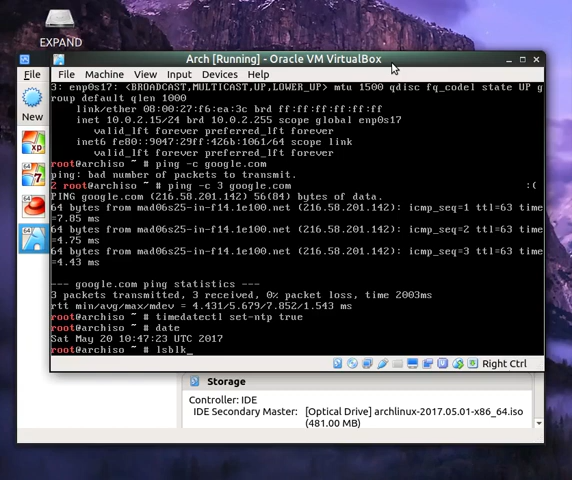 EXPAND
Arch [Running] - Oracle VM VirtualBox
File
File Machine View Input Devices Help
3: enp0s17: <BROADCAST,MULTICAST,UP,LOWER_UP> mtu 1500 qdisc fq_codel state UP g
roup default qlen 1000
link/ether 08:00:27:f6:ea:3c brd ff:ff:ff:ff:ff:ff
inet 10.0.2.15/24 brd 10.0.2.255 scope global enp0s17
valid_lft forever preferred_lft forever
inet6 fe80::9047:29ff:426b:1061/64 scope link
valid_lft forever preferred_lft forever
New
root@archiso ~ # ping -c google.com
ping: bad number of packets to transmit.
2 root@archiso ~ # ping -c 3 google.com :(
PING google.com (216.58.201.142) 56(84) bytes of data.
64 bytes from mad06s25-in-f14.1e100.net (216.58.201.142): icmp_seq=1 ttl=63 time
=7.85 ms
64 bytes from mad06s25-in-f14.1e100.net (216.58.201.142): icmp_seq=2 ttl=63 time
=4.75 ms
64 bytes from mad06s25-in-f14.1e100.net (216.58.201.142): icmp_seq=3 ttl=63 time
=4.43 ms
--- google.com ping statistics ---
3 packets transmitted, 3 received, 0% packet loss, time 2003ms
rtt min/avg/max/mdev = 4.431/5.679/7.852/1.543 ms
root@archiso ~ # timedatectl set-ntp true
root@archiso ~ # date
Sat May 20 10:47:23 UTC 2017
root@archiso ~ # lsblk_
Right Ctrl
Storage
Controller: IDE
IDE Secondary Master: [Optical Drive] archlinux-2017.05.01-x86_64.iso
(481.00 MB)